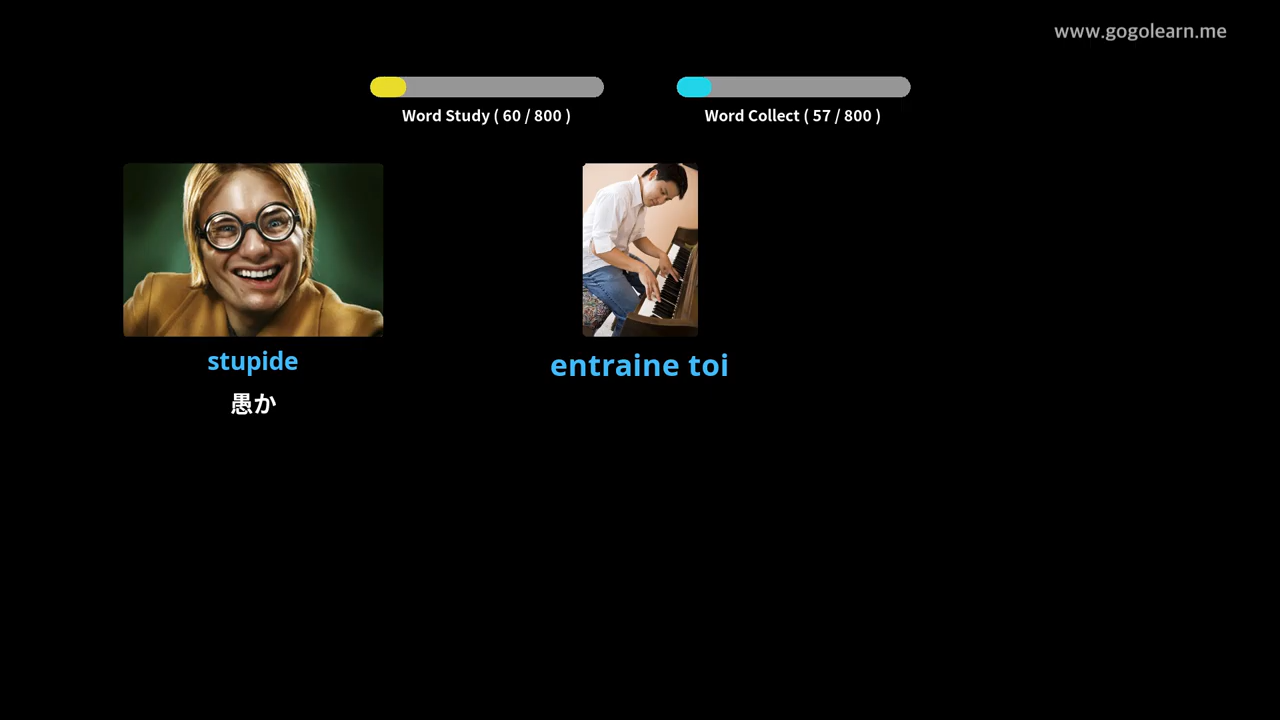 www.gogolearn.me
Word Study ( 60 / 800 )
Word Collect ( 57 / 800 )
stupide
愚か
entraine toi